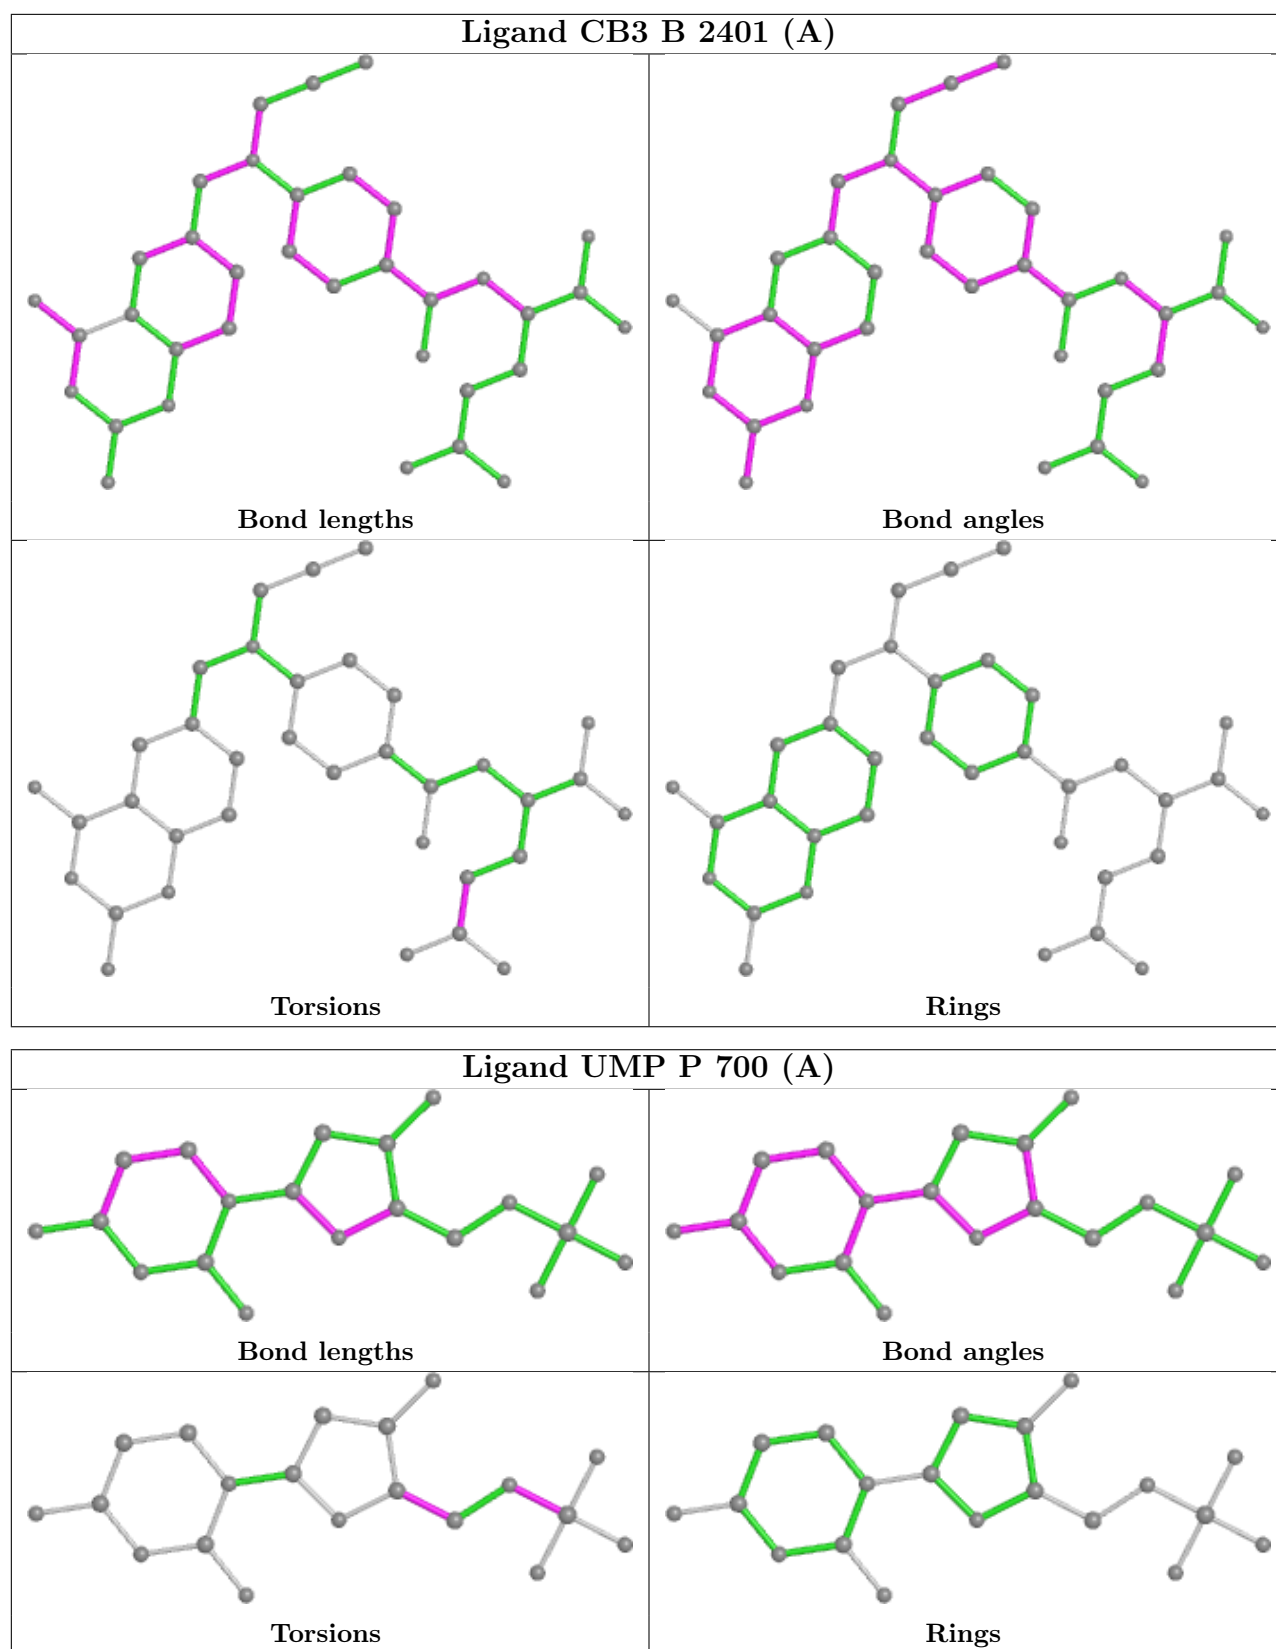 Ligand CB3 B 2401 (A)
Bond lengths
Bond angles
Torsions
Rings
Ligand UMP P 700 (A)
Bond lengths
Bond angles
Torsions
Rings